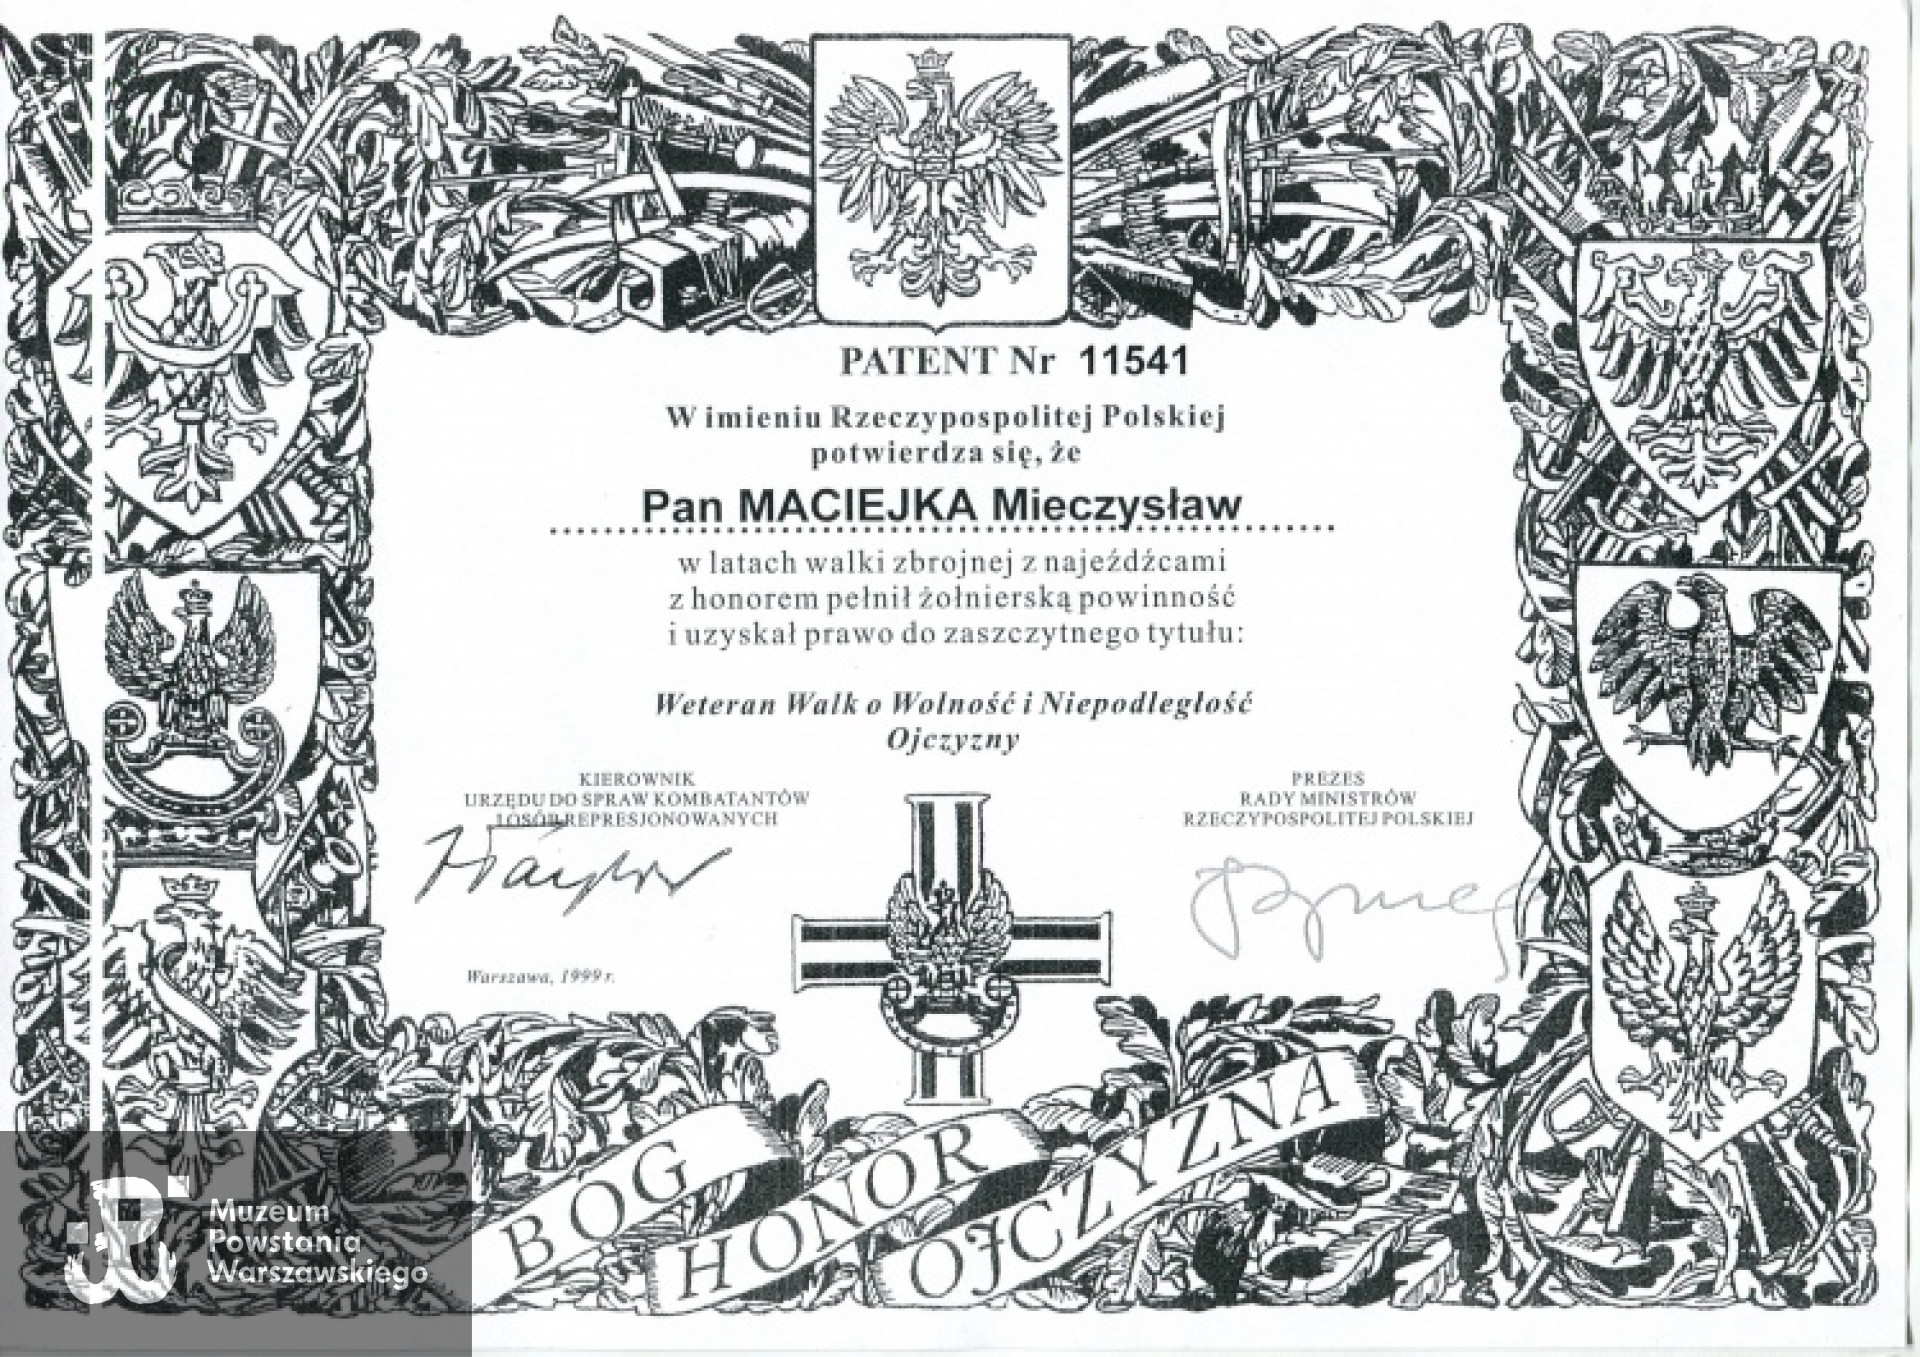 PATENT Nr 11541
W imieniu Rzeczypospolitej Polskiej
potwierdza się, że
Pan MACIEJKA Mieczysław
w latach walki zbrojnej z najeźdźcami
z honorem pełnił żołnierską powinność
i uzyskał prawo do zaszczytnego tytułu:
Weteran Walk o Wolność i Niepodległość
Ojczyzny
KIEROWNIK
URZĘDU DO SPRAW KOMBATANTÓW
I OSÓB REPRESJONOWANYCH
PREZES
RADY MINISTRÓW
RZECZYPOSPOLITEJ POLSKIEJ
Warszawa, 1999 r.
BÓG
HONOR
OJCZYZNA
Muzeum
Powstania
Warszawskiego